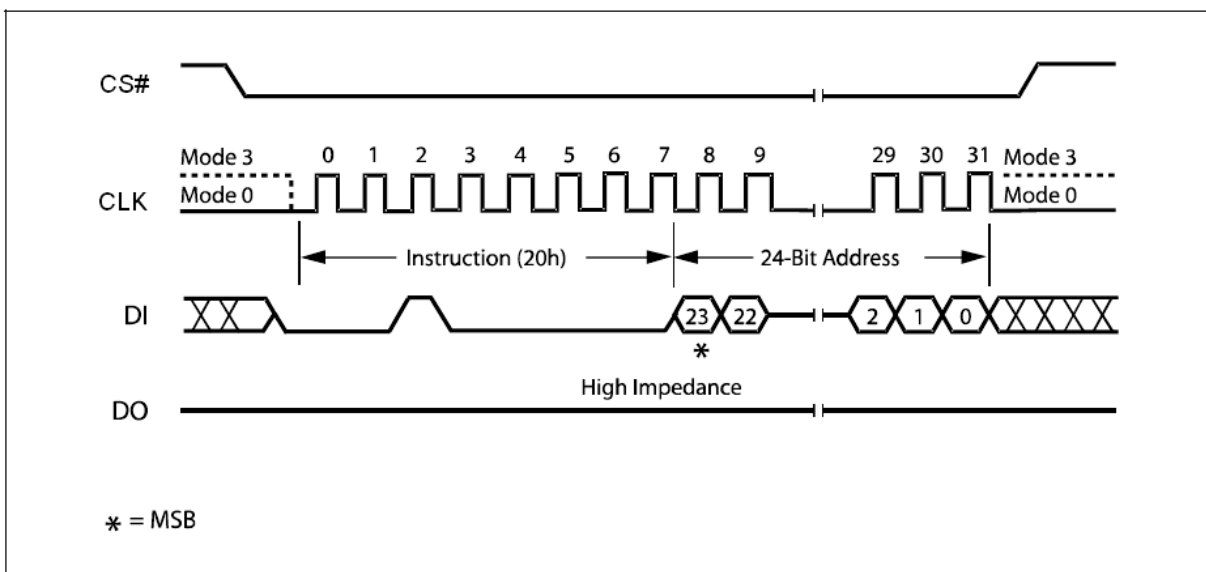 CS#
Mode 3 0 1 2 3 4 5 6 7 8 9 29 30 31 Mode 3
CLK Mode 0 Mode 0
Instruction (20h) 24-Bit Address
DI 23 22 2 1 0
*
High Impedance
DO
* = MSB